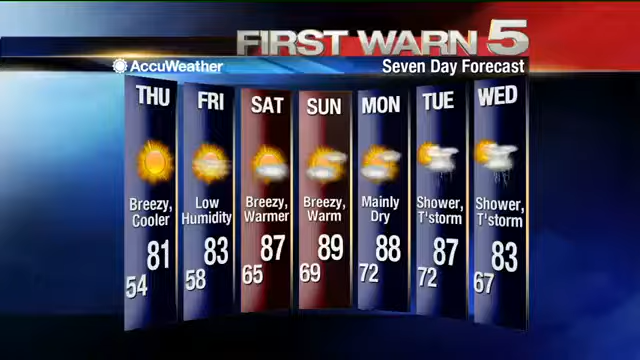 FIRST WARN 5
AccuWeather
Seven Day Forecast
THU
Breezy,
Cooler
81
54
FRI
Low
Humidity
83
58
SAT
Breezy,
Warmer
87
65
SUN
Breezy,
Warm
89
69
MON
Mainly
Dry
88
72
TUE
Shower,
T'storm
87
72
WED
Shower,
T'storm
83
67